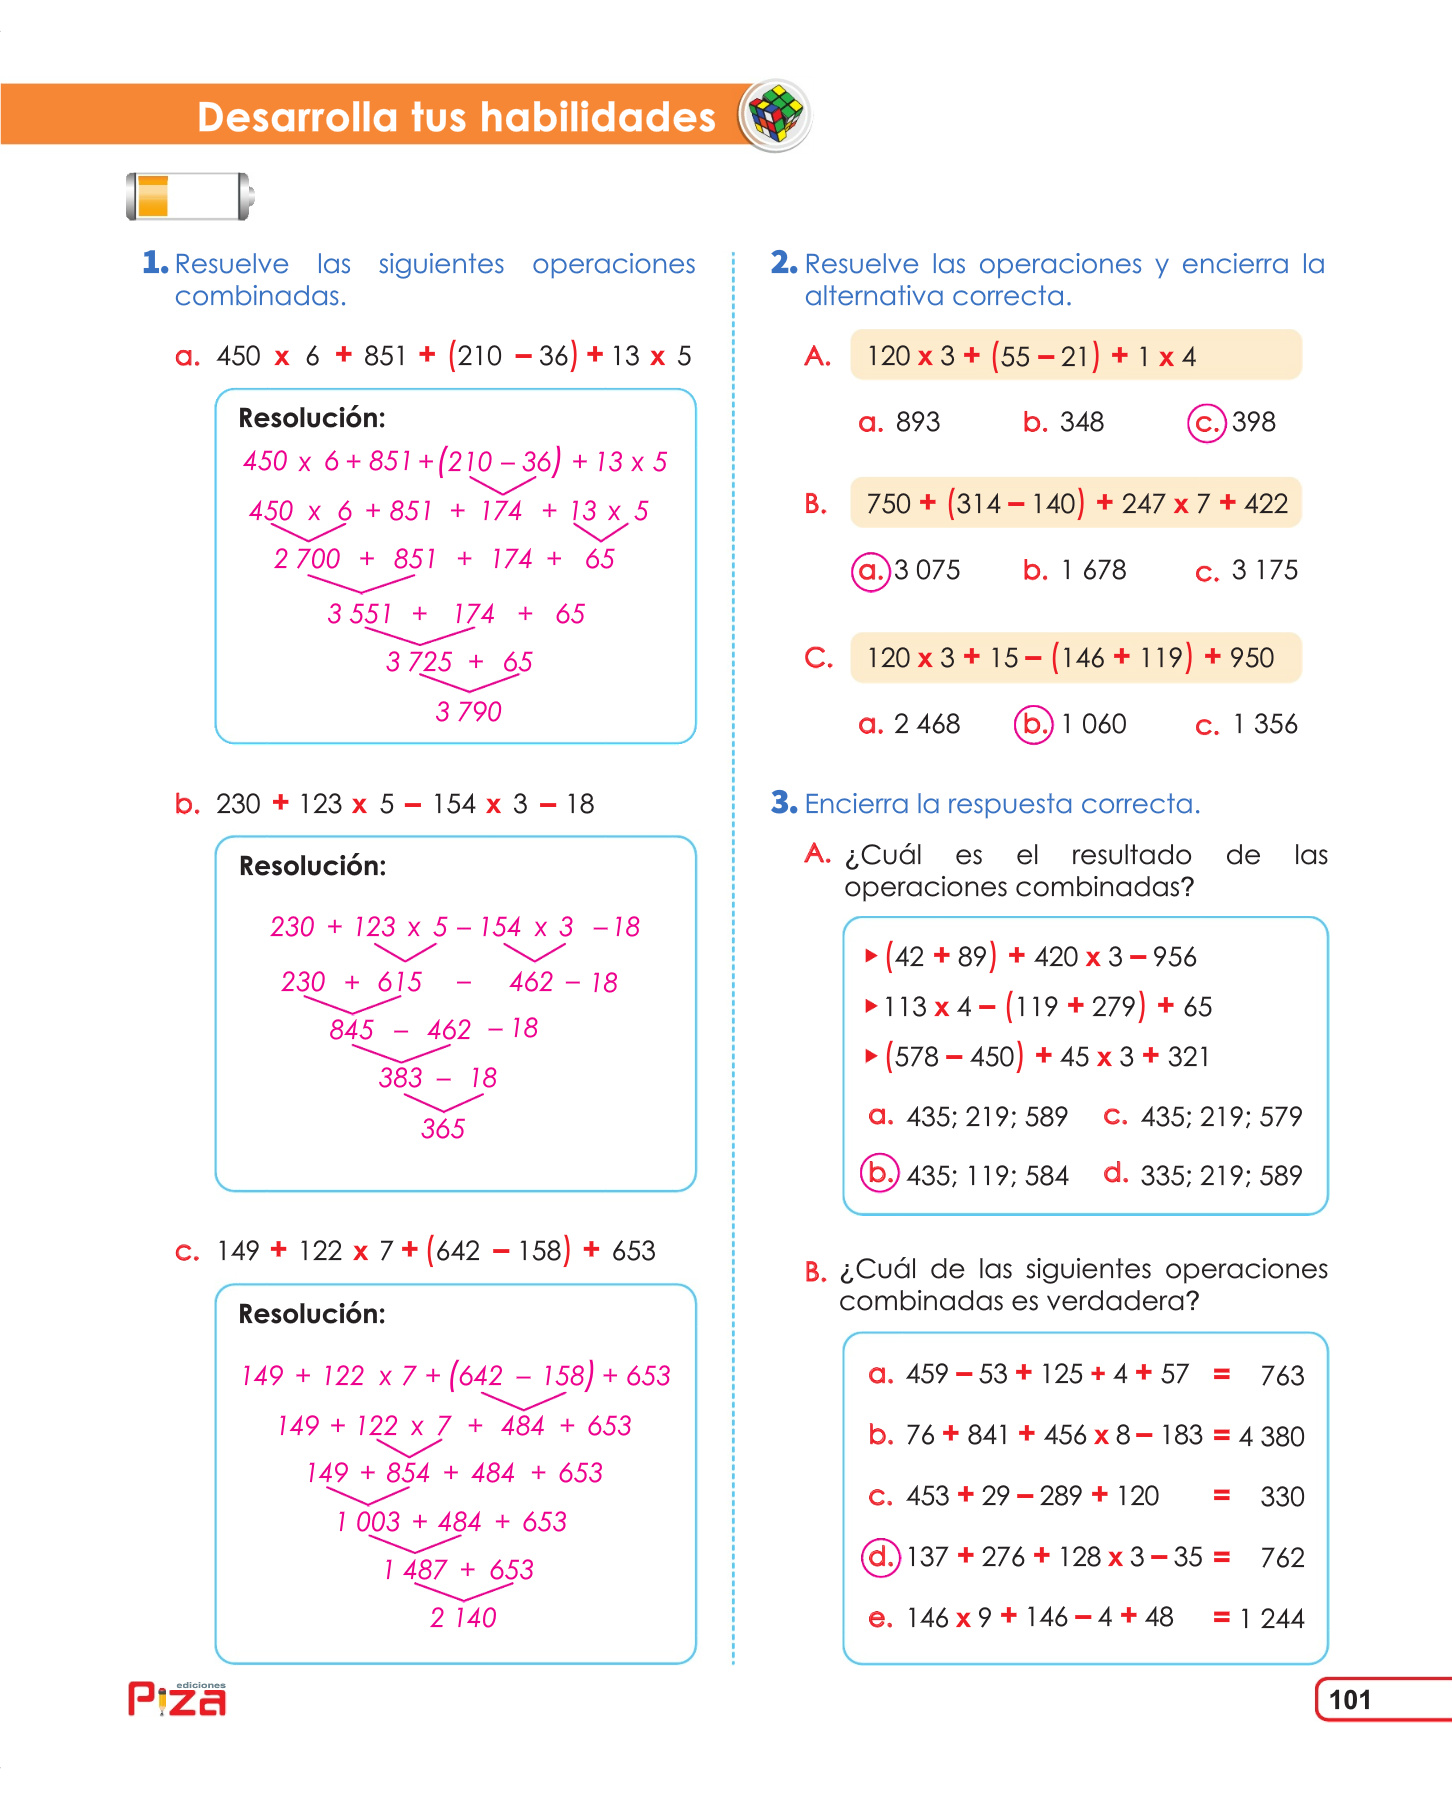 Desarrolla tus habilidades
1. Resuelve las siguientes operaciones
combinadas.
a. 450 x 6 + 851 + (210 – 36) + 13 x 5
Resolución:
450 x 6 + 851 + (210 – 36) + 13 x 5
450 x 6 + 851 + 174 + 13 x 5
2 700 + 851 + 174 + 65
3 551 + 174 + 65
3 725 + 65
3 790
b. 230 + 123 x 5 – 154 x 3 – 18
Resolución:
230 + 123 x 5 – 154 x 3 – 18
230 + 615 – 462 – 18
845 – 462 – 18
383 – 18
365
c. 149 + 122 x 7 + (642 – 158) + 653
Resolución:
149 + 122 x 7 + (642 – 158) + 653
149 + 122 x 7 + 484 + 653
149 + 854 + 484 + 653
1 003 + 484 + 653
1 487 + 653
2 140
2. Resuelve las operaciones y encierra la
alternativa correcta.
A. 120 x 3 + (55 – 21) + 1 x 4
a. 893 b. 348 c. 398
B. 750 + (314 – 140) + 247 x 7 + 422
a. 3 075 b. 1 678 c. 3 175
C. 120 x 3 + 15 – (146 + 119) + 950
a. 2 468 b. 1 060 c. 1 356
3. Encierra la respuesta correcta.
A. ¿Cuál es el resultado de las
operaciones combinadas?
(42 + 89) + 420 x 3 – 956
113 x 4 – (119 + 279) + 65
(578 – 450) + 45 x 3 + 321
a. 435; 219; 589 c. 435; 219; 579
b. 435; 119; 584 d. 335; 219; 589
B. ¿Cuál de las siguientes operaciones
combinadas es verdadera?
a. 459 – 53 + 125 + 4 + 57 = 763
b. 76 + 841 + 456 x 8 – 183 = 4 380
c. 453 + 29 – 289 + 120 = 330
d. 137 + 276 + 128 x 3 – 35 = 762
e. 146 x 9 + 146 – 4 + 48 = 1 244
ediciones
Piza
101